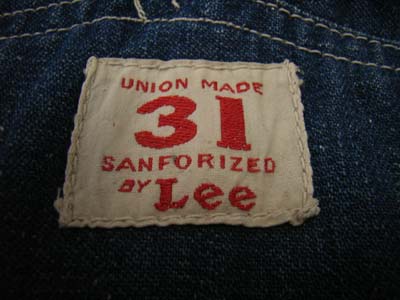 UNION MADE
31
SANFORIZED
BY Lee